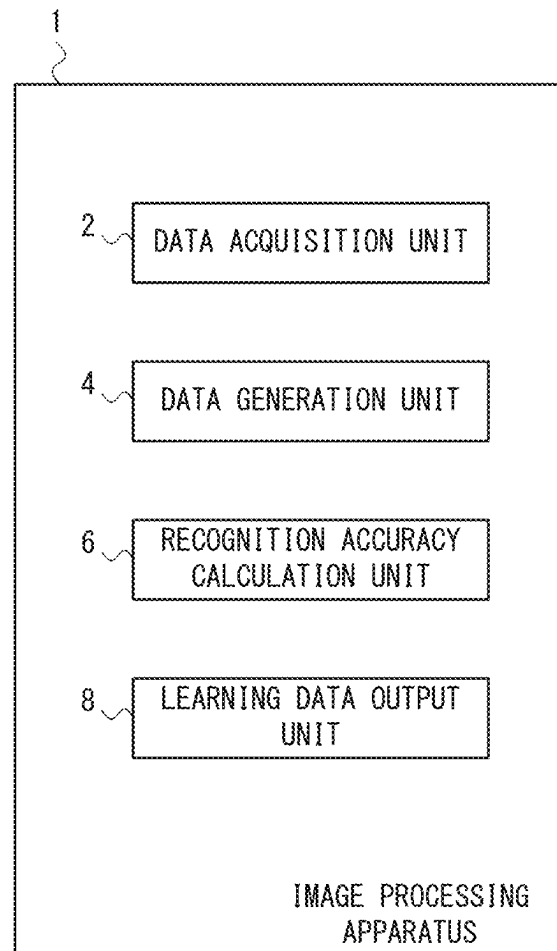 1
2
DATA ACQUISITION UNIT
4
DATA GENERATION UNIT
6
RECOGNITION ACCURACY
CALCULATION UNIT
8
LEARNING DATA OUTPUT
UNIT
IMAGE PROCESSING
APPARATUS